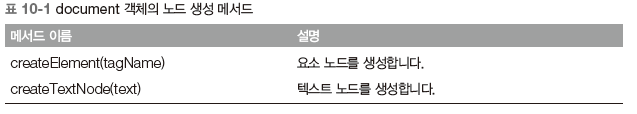 표 10-1 document 객체의 노드 생성 메서드
메서드 이름 설명
createElement(tagName) 요소 노드를 생성합니다.
createTextNode(text) 텍스트 노드를 생성합니다.